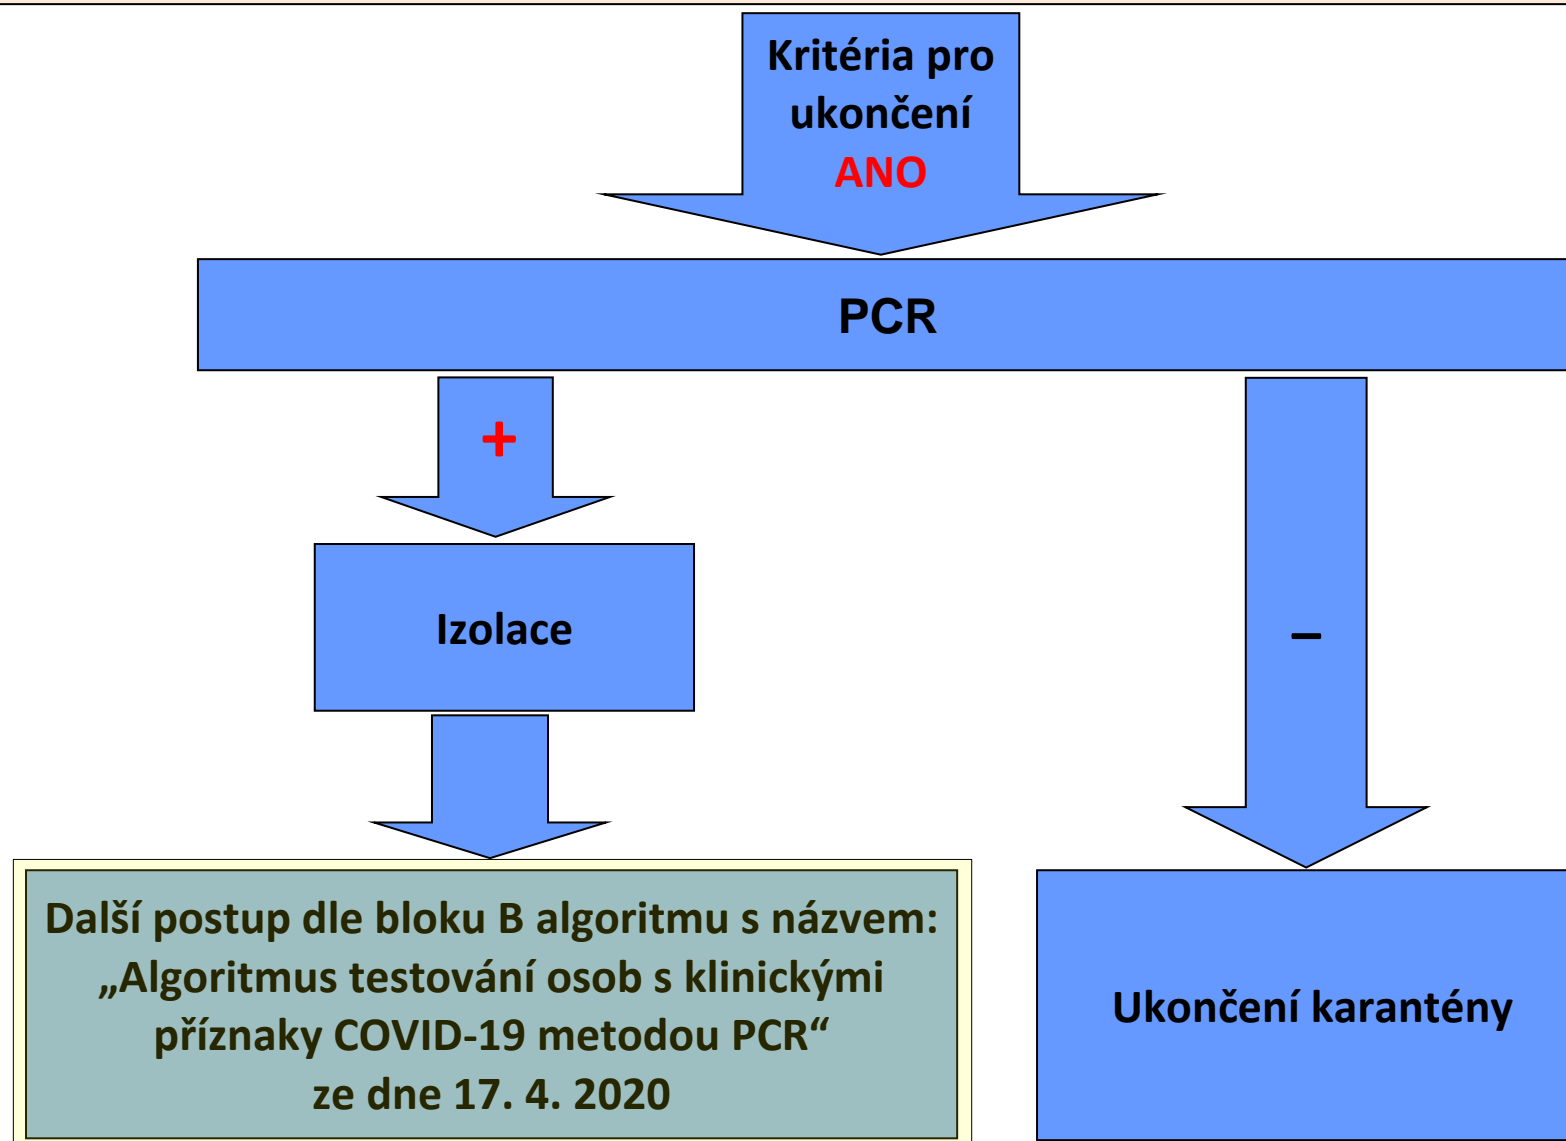 Kritéria pro
ukončení
ANO
PCR
+
Izolace
–
Další postup dle bloku B algoritmu s názvem:
„Algoritmus testování osob s klinickými
příznaky COVID-19 metodou PCR“
ze dne 17. 4. 2020
Ukončení karantény